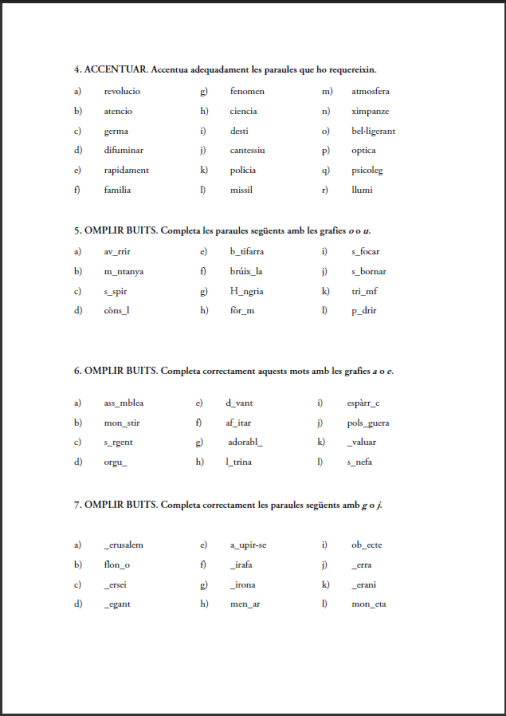 4. ACCENTUAR. Accentua adequadament les paraules que ho requereixin.
a) revolucio g) fenomen m) atmosfera
b) atencio h) ciencia n) ximpanze
c) germa i) desti o) bel·ligerant
d) difuminar j) cantessiu p) optica
e) rapidament k) policia q) psicoleg
f) familia l) missil r) llumi
5. OMPLIR BUITS. Completa les paraules següents amb les grafies o o u.
a) av_rrir e) b_tifarra i) s_focar
b) m_ntanya f) brúix_la j) s_bornar
c) s_spir g) H_ngria k) tri_mf
d) còns_l h) fòr_m l) p_drir
6. OMPLIR BUITS. Completa correctament aquests mots amb les grafies a o e.
a) ass_mblea e) d_vant i) espàrr_c
b) mon_stir f) af_itar j) pols_guera
c) s_rgent g) adorabl_ k) _valuar
d) orgu_ h) l_trina l) s_nefa
7. OMPLIR BUITS. Completa correctament les paraules següents amb g o j.
a) _erusalem e) a_upir-se i) ob_ecte
b) flon_o f) _irafa j) _erra
c) _ersei g) _irona k) _erani
d) _egant h) men_ar l) mon_eta